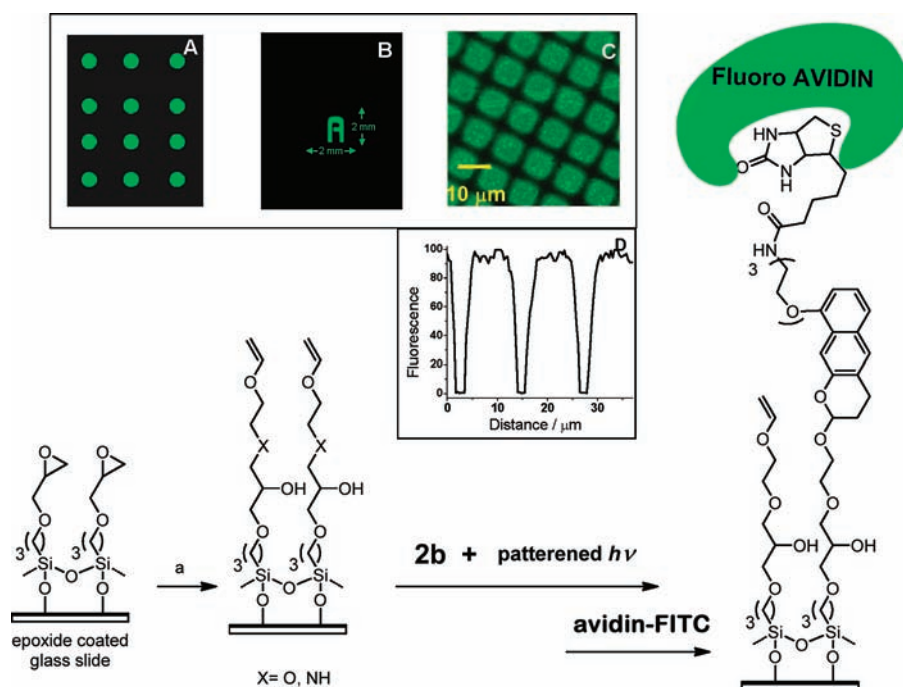 A
B
2 mm
2 mm
C
10 μm
Fluoro AVIDIN
HN
NH
S
O
O
HN
3
O
O
O
D
100
80
60
40
20
0
Fluorescence
0
10
20
30
Distance / μm
O
O
X
X
OH
OH
O
O
3
3
Si
O
Si
O
O
X= O, NH
O
O
O
O
3
3
Si
O
Si
O
O
epoxide coated
glass slide
a
2b + patterened hν
avidin-FITC
O
O
O
O
OH
OH
O
O
3
3
Si
O
Si
O
O